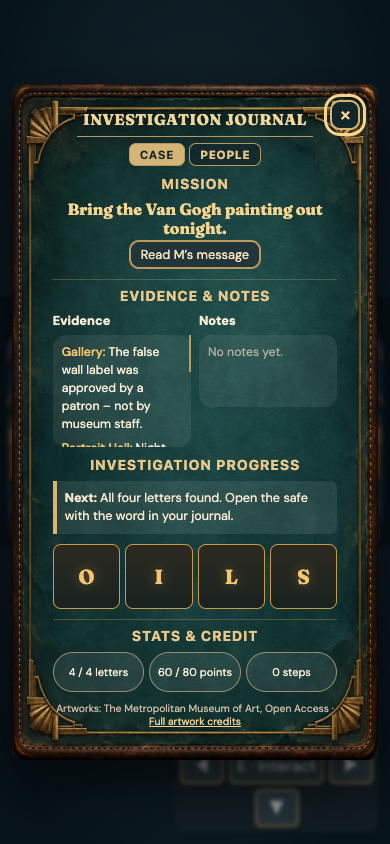 INVESTIGATION JOURNAL
×
CASE
PEOPLE
MISSION
Bring the Van Gogh painting out
tonight.
Read M's message
EVIDENCE & NOTES
Evidence
Notes
Gallery: The false
wall label was
approved by a
patron – not by
museum staff.
Portrait Hall: Night
No notes yet.
INVESTIGATION PROGRESS
Next: All four letters found. Open the safe
with the word in your journal.
O
I
L
S
STATS & CREDIT
4 / 4 letters
60 / 80 points
0 steps
Artworks: The Metropolitan Museum of Art, Open Access ·
Full artwork credits
◀
E · Interact
▶
▼